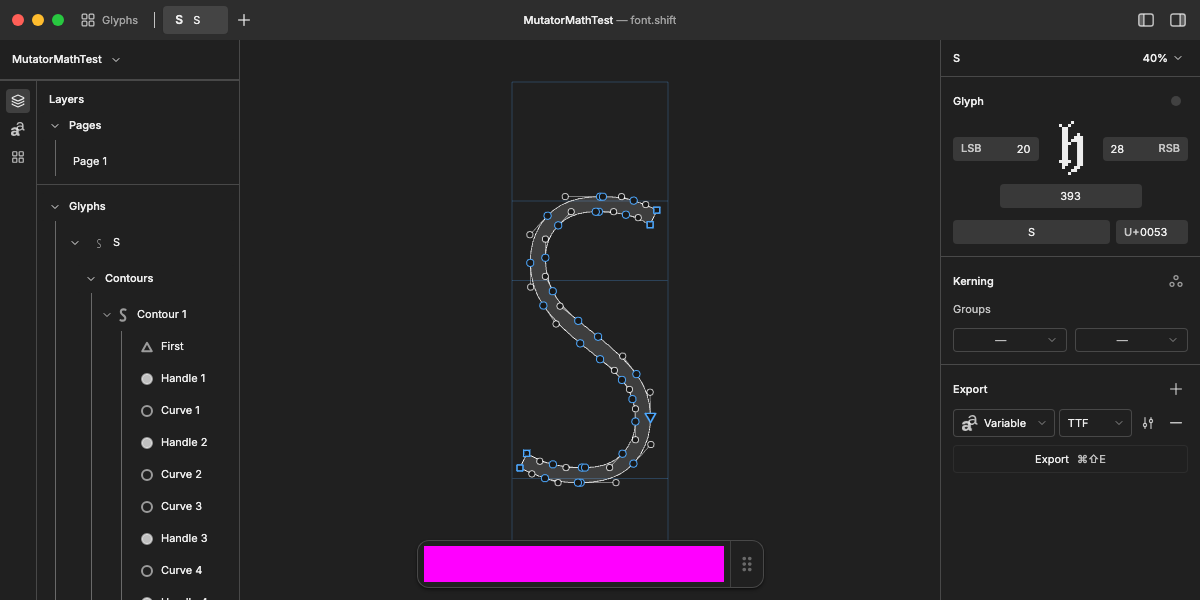 Glyphs
S S
MutatorMathTest — font.shift
MutatorMathTest
Layers
Pages
Page 1
Glyphs
S S
Contours
S Contour 1
First
Handle 1
Curve 1
Handle 2
Curve 2
Curve 3
Handle 3
Curve 4
S 40%
Glyph
LSB 20 28 RSB
393
S U+0053
Kerning
Groups
— —
Export
aa Variable TTF
Export ⌘⇧E